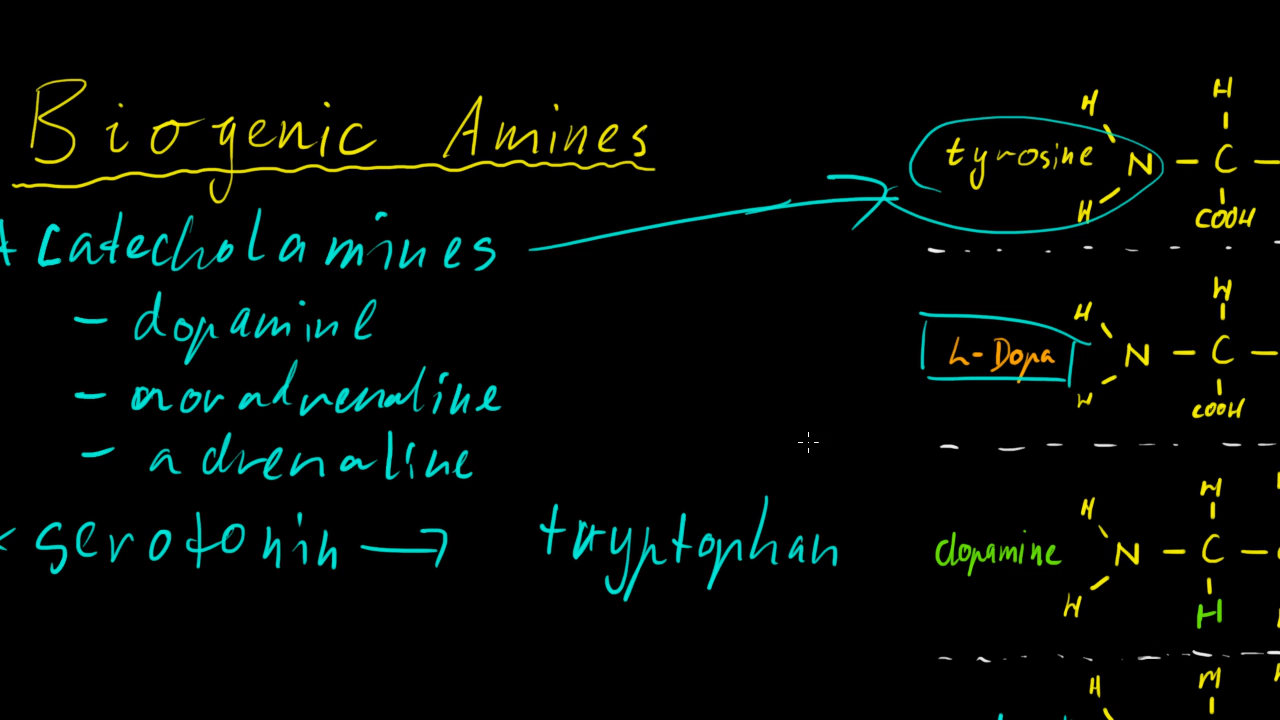 Biogenic Amines
Catecholamines
- dopamine
- noradrenaline
- adrenaline
serotonin → tryptophan
H H
tyrosine N - C -
H COOH
H H
L-Dopa N - C -
H COOH
H H
dopamine N - C -
H H
H H